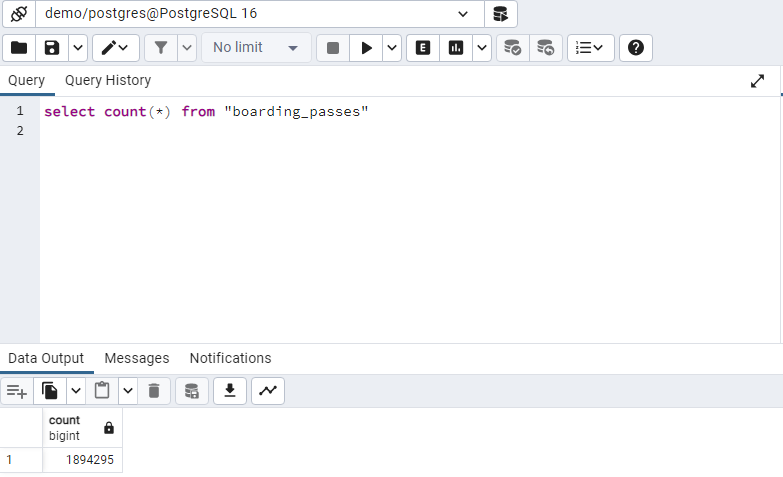 demo/postgres@PostgreSQL 16
No limit
E
Query Query History
1 select count(*) from "boarding_passes"
2
Data Output Messages Notifications
count
bigint
1 1894295